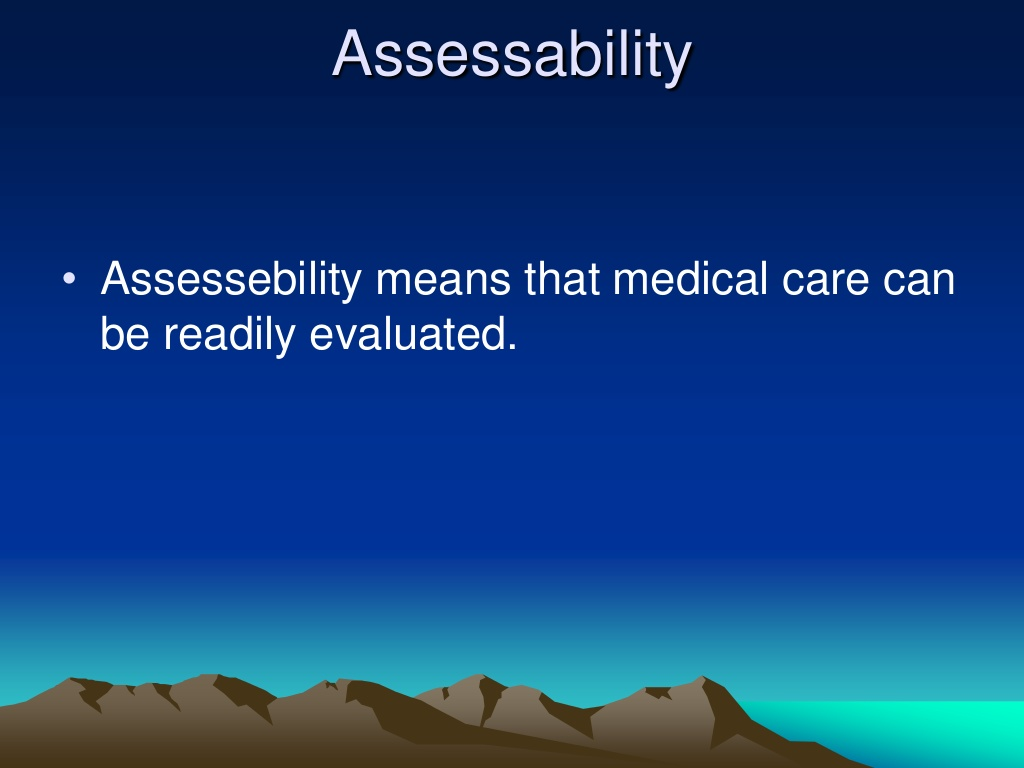 Assessability
• Assessebility means that medical care can
be readily evaluated.